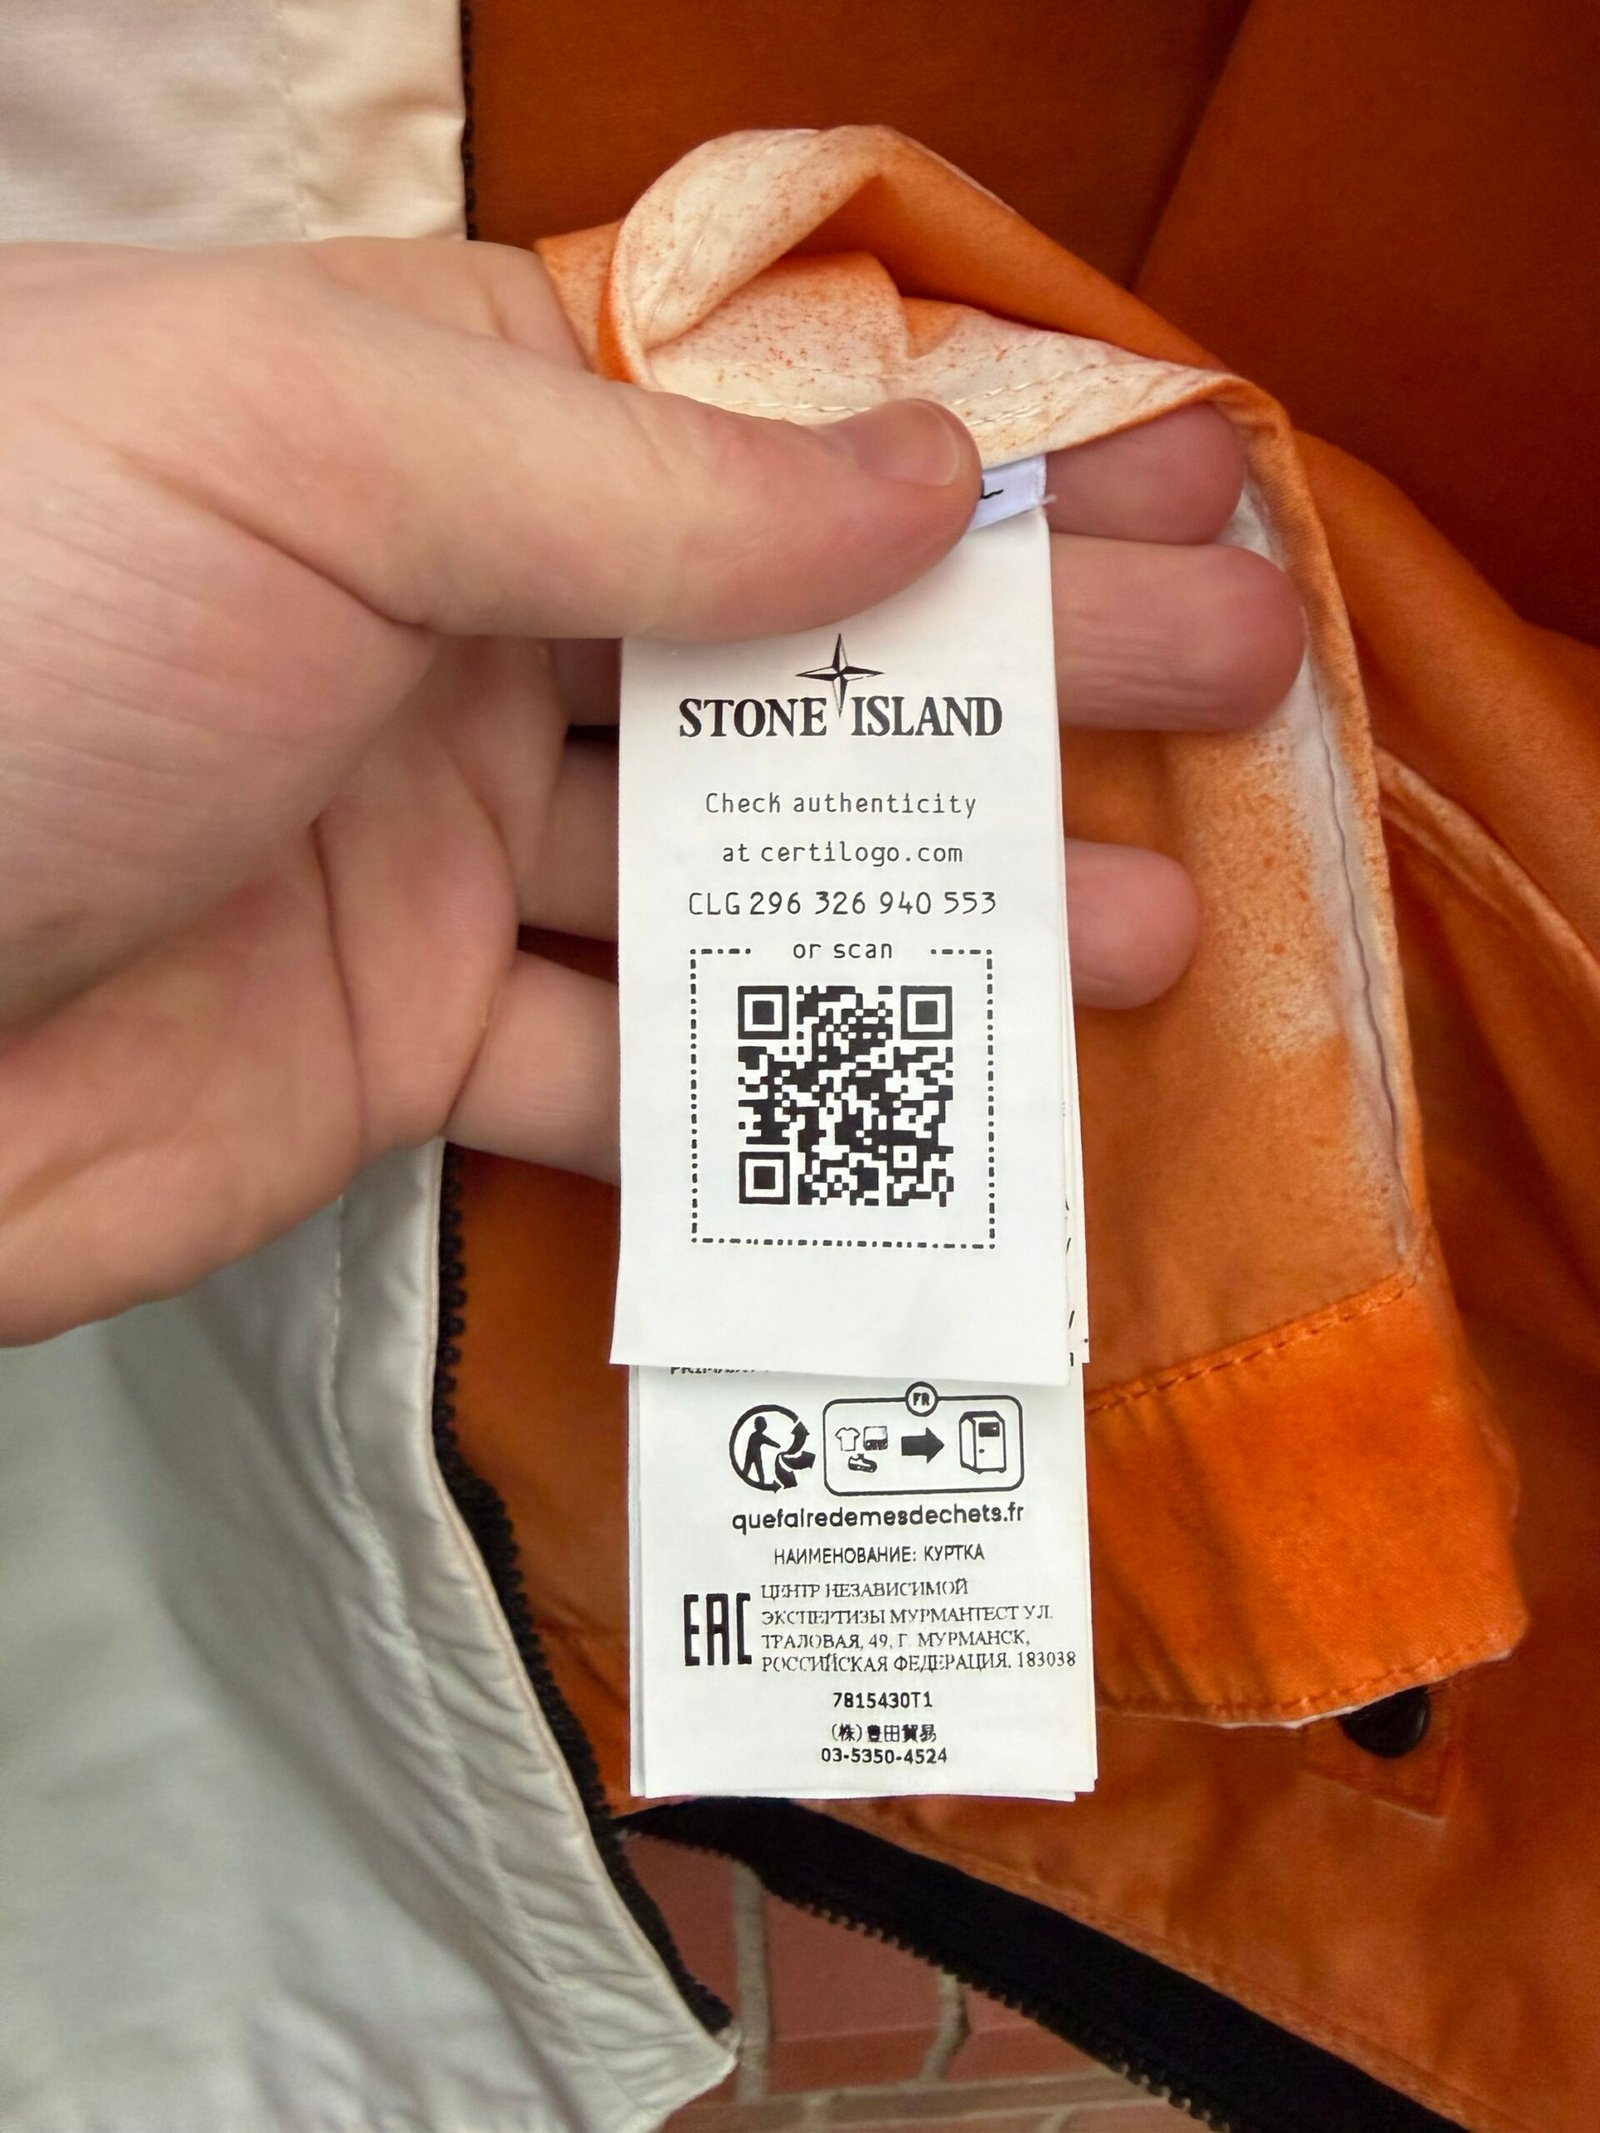 STONE ISLAND
Check authenticity
at certilogo.com
CLG 296 326 940 553
or scan
FR
quefairedemesdechets.fr
НАИМЕНОВАНИЕ: КУРТКА
EAC
ЦЕНТР НЕЗАВИСИМОЙ
ЭКСПЕРТИЗЫ МУРМАНТЕСТ УЛ.
ТРАЛОВАЯ, 49, Г. МУРМАНСК,
РОССИЙСКАЯ ФЕДЕРАЦИЯ, 183038
7815430T1
(株)豊田貿易
03-5350-4524